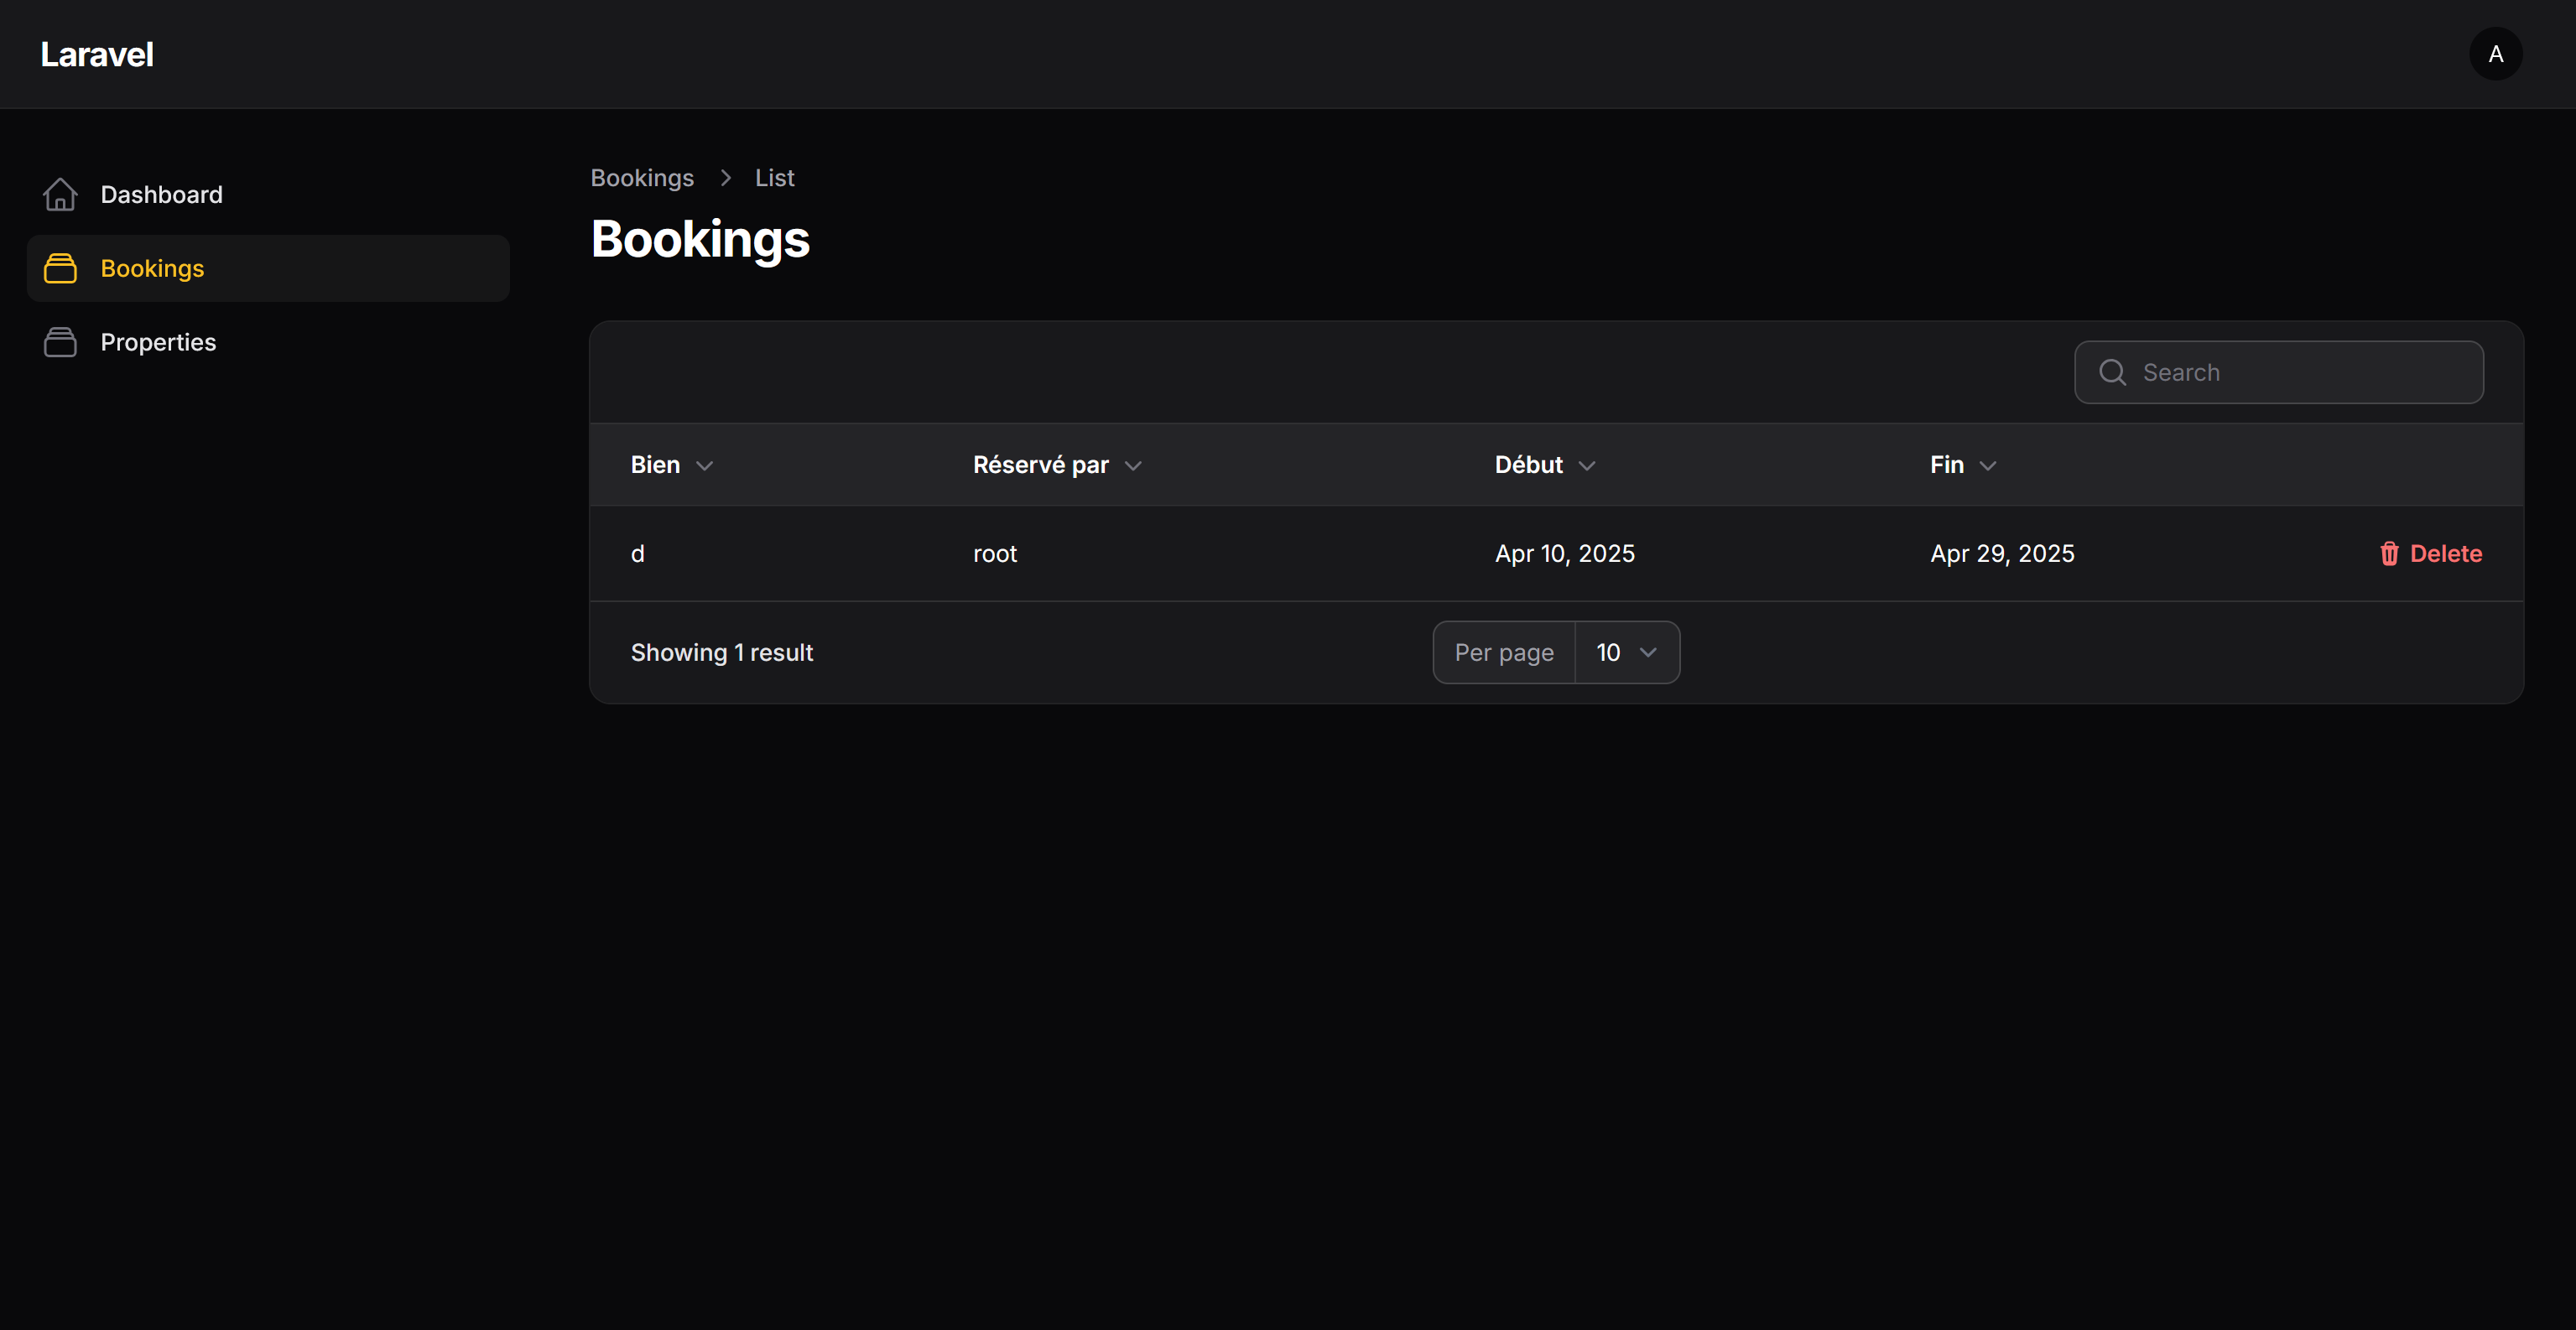 Laravel
A
Dashboard
Bookings
Properties
Bookings > List
Bookings
Search
Bien Réservé par Début Fin
d root Apr 10, 2025 Apr 29, 2025 Delete
Showing 1 result Per page 10